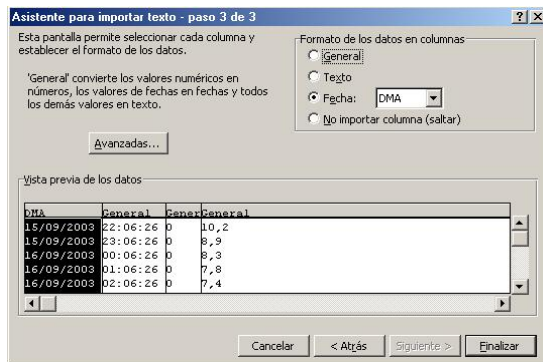 Asistente para importar texto - paso 3 de 3
Esta pantalla permite seleccionar cada columna y
establecer el formato de los datos.
'General' convierte los valores numéricos en
números, los valores de fechas en fechas y todos
los demás valores en texto.
Avanzadas...
Formato de los datos en columnas
General
Texto
Fecha: DMA
No importar columna (saltar)
Vista previa de los datos
DMA General Gener General
15/09/2003 22:06:26 0 10,2
15/09/2003 23:06:26 0 8,9
16/09/2003 00:06:26 0 8,3
16/09/2003 01:06:26 0 7,8
16/09/2003 02:06:26 0 7,4
Cancelar < Atrás Siguiente > Finalizar